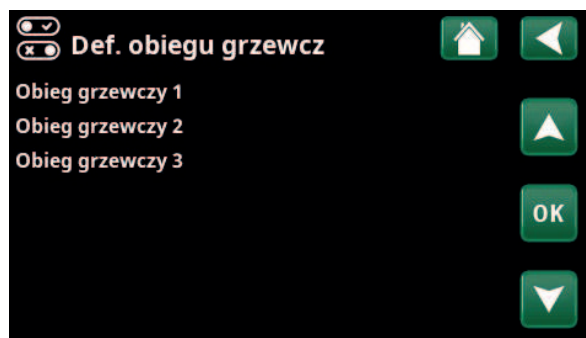 Def. obiegu grzewcz
Obieg grzewczy 1
Obieg grzewczy 2
Obieg grzewczy 3
OK